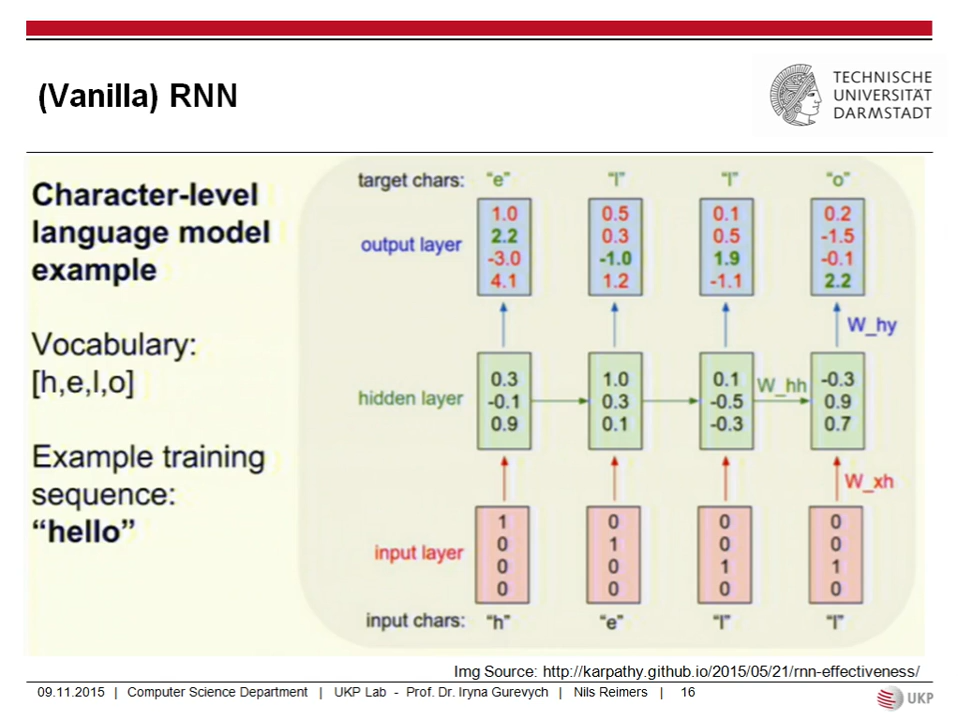 (Vanilla) RNN
TECHNISCHE
UNIVERSITÄT
DARMSTADT
Character-level
language model
example
Vocabulary:
[h,e,l,o]
Example training
sequence:
“hello”
target chars: “e” “l” “l” “o”
output layer
1.0 0.5 0.1 0.2
2.2 0.3 0.5 -1.5
-3.0 -1.0 1.9 -0.1
4.1 1.2 -1.1 2.2
W_hy
hidden layer
0.3 1.0 0.1 -0.3
-0.1 0.3 -0.5 0.9
0.9 0.1 -0.3 0.7
W_hh
W_xh
input layer
1 0 0 0
0 1 0 0
0 0 1 1
0 0 0 0
input chars: “h” “e” “l” “l”
Img Source: http://karpathy.github.io/2015/05/21/rnn-effectiveness/
09.11.2015 | Computer Science Department | UKP Lab - Prof. Dr. Iryna Gurevych | Nils Reimers | 16
UKP